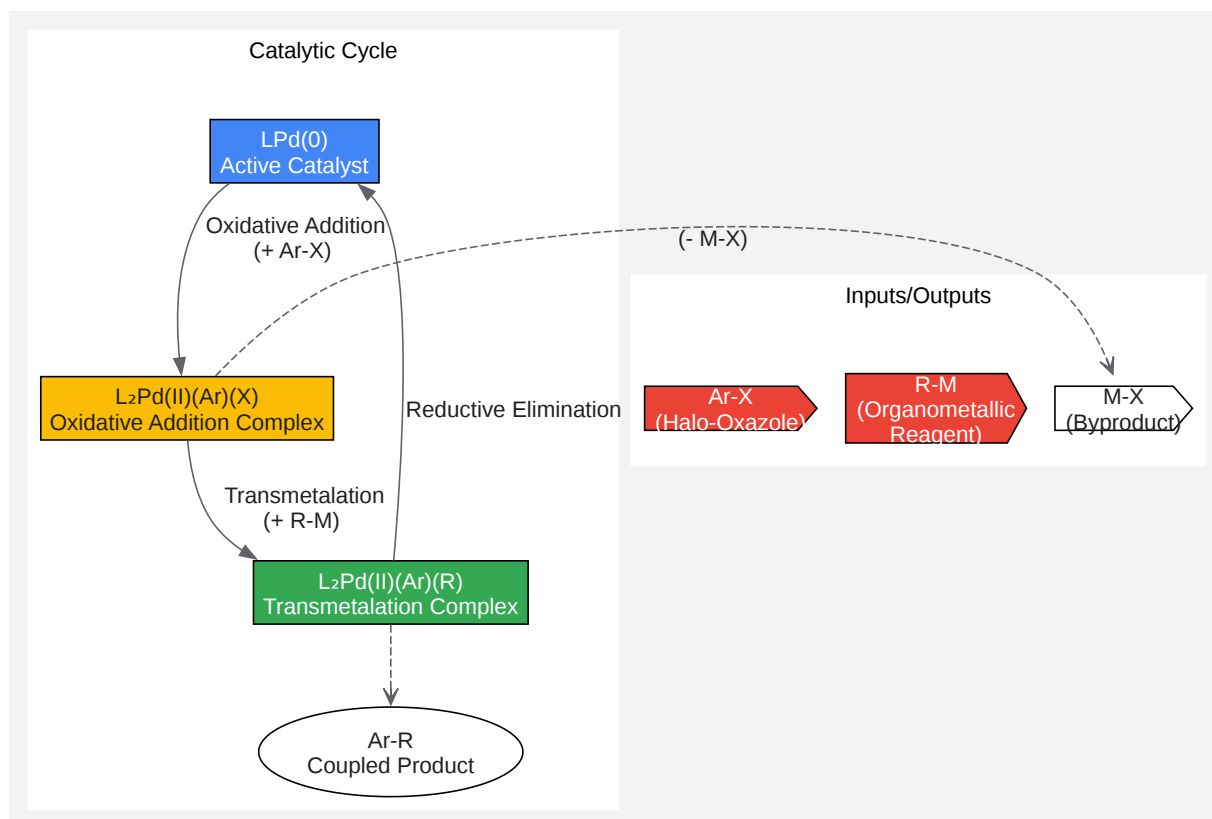 Catalytic Cycle
LPd(0)
Active Catalyst
Oxidative Addition
(+ Ar-X)
(- M-X)
Inputs/Outputs
L₂Pd(II)(Ar)(X)
Oxidative Addition Complex
Reductive Elimination
Ar-X
(Halo-Oxazole)
R-M
(Organometallic
Reagent)
M-X
(Byproduct)
Transmetalation
(+ R-M)
L₂Pd(II)(Ar)(R)
Transmetalation Complex
Ar-R
Coupled Product